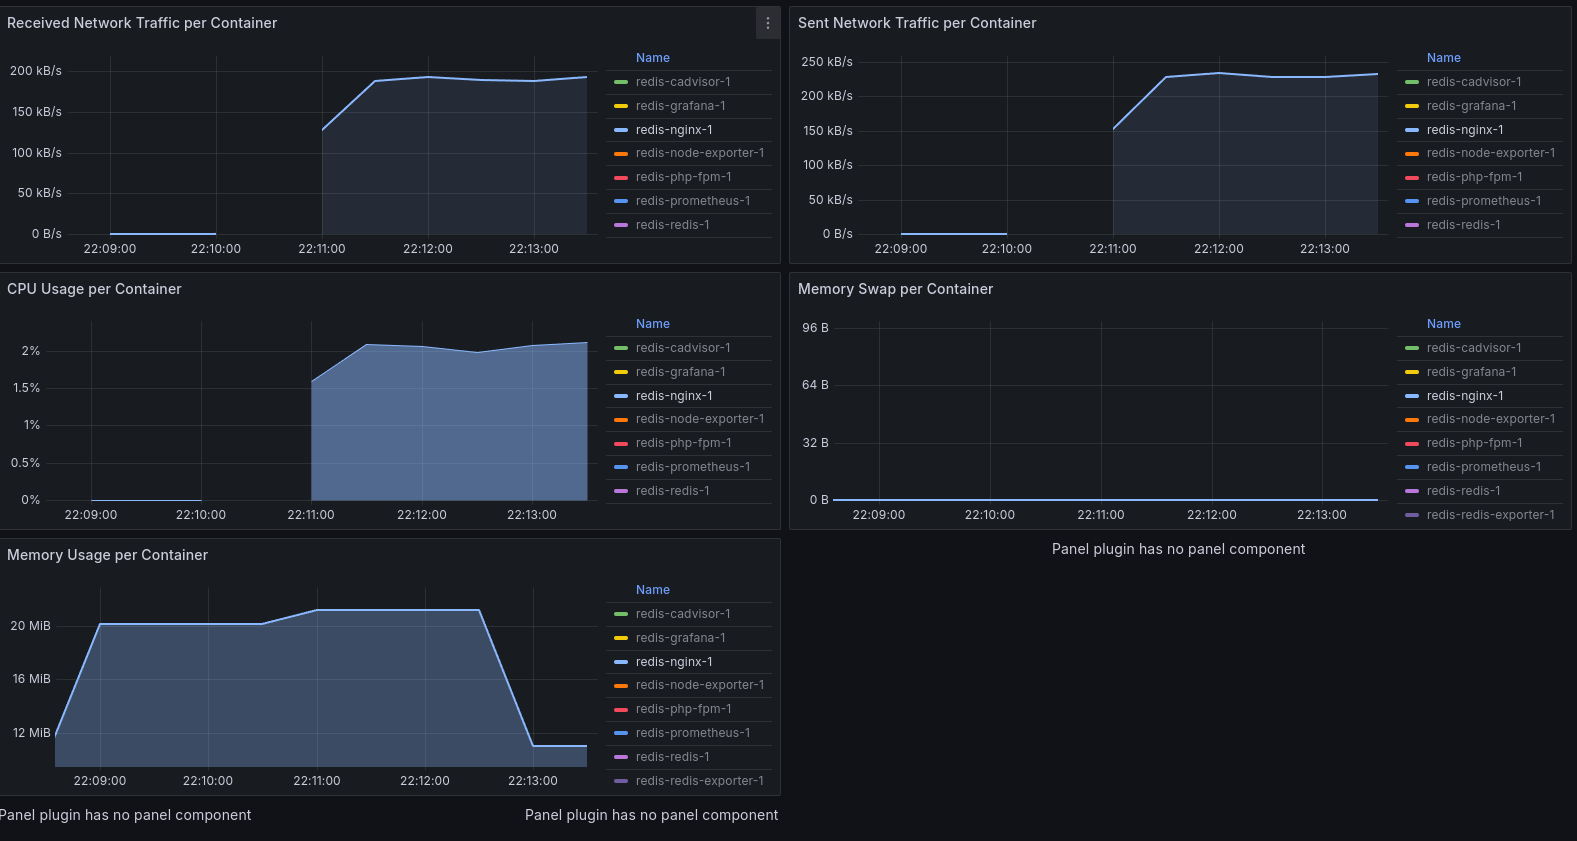 Received Network Traffic per Container
Name
200 kB/s
150 kB/s
100 kB/s
50 kB/s
0 B/s
22:09:00 22:10:00 22:11:00 22:12:00 22:13:00
redis-cadvisor-1
redis-grafana-1
redis-nginx-1
redis-node-exporter-1
redis-php-fpm-1
redis-prometheus-1
redis-redis-1
Sent Network Traffic per Container
Name
250 kB/s
200 kB/s
150 kB/s
100 kB/s
50 kB/s
0 B/s
22:09:00 22:10:00 22:11:00 22:12:00 22:13:00
redis-cadvisor-1
redis-grafana-1
redis-nginx-1
redis-node-exporter-1
redis-php-fpm-1
redis-prometheus-1
redis-redis-1
CPU Usage per Container
Name
2%
1.5%
1%
0.5%
0%
22:09:00 22:10:00 22:11:00 22:12:00 22:13:00
redis-cadvisor-1
redis-grafana-1
redis-nginx-1
redis-node-exporter-1
redis-php-fpm-1
redis-prometheus-1
redis-redis-1
Memory Swap per Container
Name
96 B
64 B
32 B
0 B
22:09:00 22:10:00 22:11:00 22:12:00 22:13:00
redis-cadvisor-1
redis-grafana-1
redis-nginx-1
redis-node-exporter-1
redis-php-fpm-1
redis-prometheus-1
redis-redis-1
redis-redis-exporter-1
Memory Usage per Container
Name
20 MiB
16 MiB
12 MiB
22:09:00 22:10:00 22:11:00 22:12:00 22:13:00
redis-cadvisor-1
redis-grafana-1
redis-nginx-1
redis-node-exporter-1
redis-php-fpm-1
redis-prometheus-1
redis-redis-1
redis-redis-exporter-1
Panel plugin has no panel component
Panel plugin has no panel component
Panel plugin has no panel component